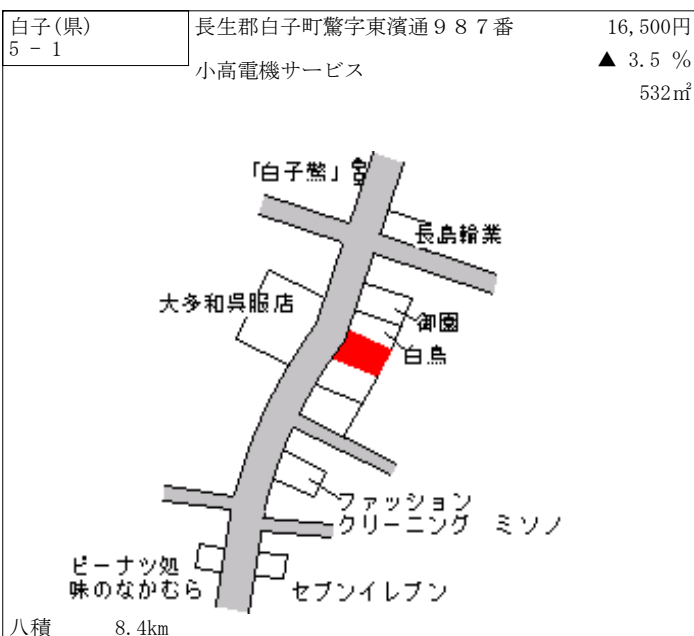 白子(県)
5 - 1
長生郡白子町驚字東濱通987番
小高電機サービス
16,500円
▲ 3.5 %
532㎡
「白子驚」
長島輪業
大多和呉服店
御園
白鳥
ファッション
クリーニング ミソノ
ピーナツ処
味のなかむら
セブンイレブン
八積 8.4km